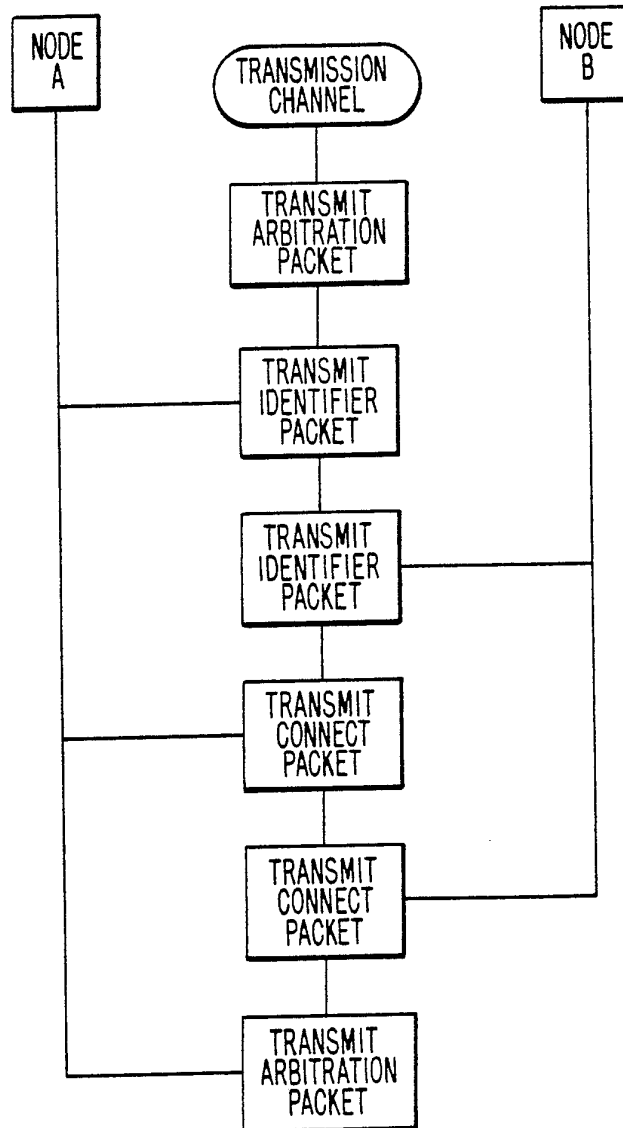 NODE
A
TRANSMISSION
CHANNEL
NODE
B
TRANSMIT
ARBITRATION
PACKET
TRANSMIT
IDENTIFIER
PACKET
TRANSMIT
IDENTIFIER
PACKET
TRANSMIT
CONNECT
PACKET
TRANSMIT
CONNECT
PACKET
TRANSMIT
ARBITRATION
PACKET